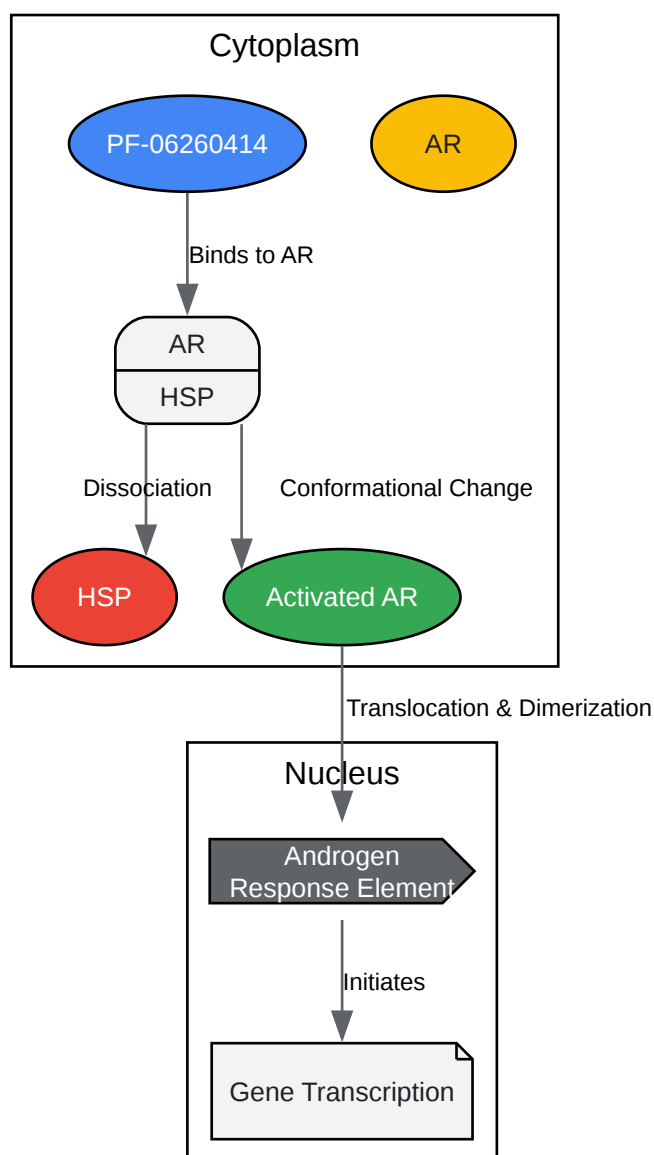 Cytoplasm
PF-06260414
AR
Binds to AR
AR
HSP
Dissociation
Conformational Change
HSP
Activated AR
Translocation & Dimerization
Nucleus
Androgen
Response Element
Initiates
Gene Transcription